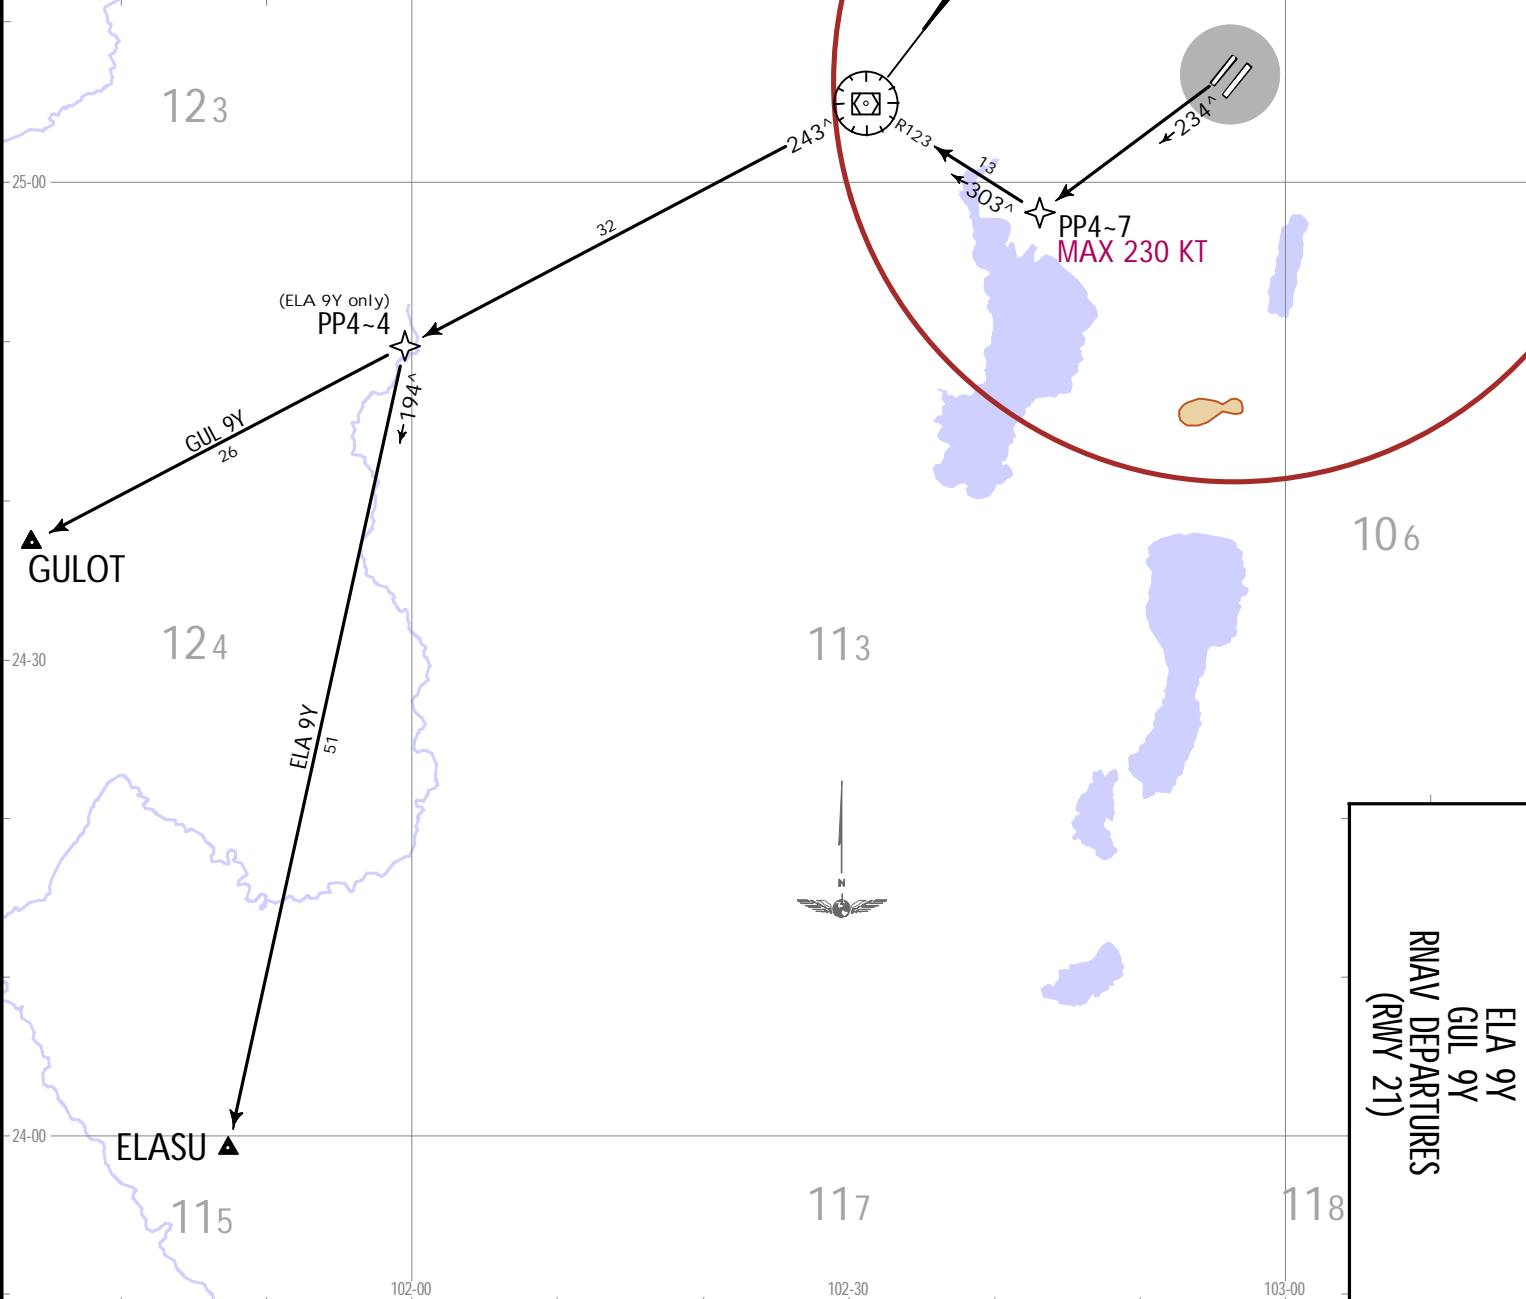 123
243^
R123
13
303^
234^
25-00
PP4~7
MAX 230 KT
32
(ELA 9Y only)
PP4~4
194^
GUL 9Y
26
GULOT
106
124
113
24-30
ELA 9Y
51
N
ELA 9Y
GUL 9Y
RNAV DEPARTURES
(RWY 21)
24-00
ELASU
115
117
118
102-00
102-30
103-00